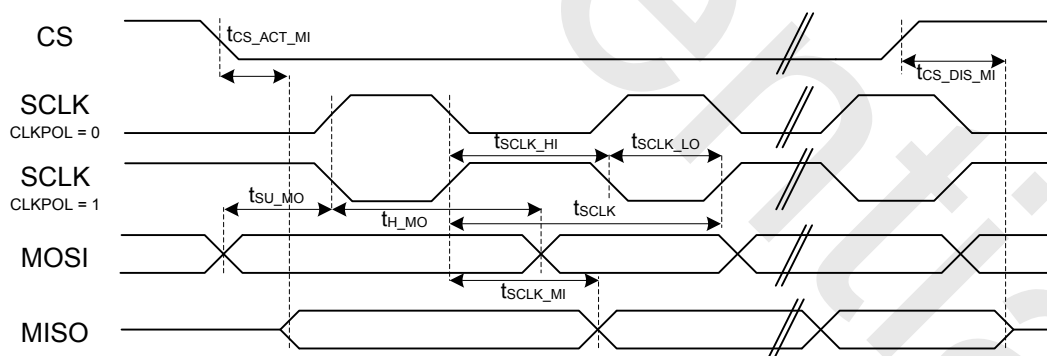 CS
tCS_ACT_MI
tCS_DIS_MI
SCLK
CLKPOL = 0
tSCLK_HI
tSCLK_LO
SCLK
CLKPOL = 1
tSU_MO
tH_MO
tSCLK
MOSI
tSCLK_MI
MISO